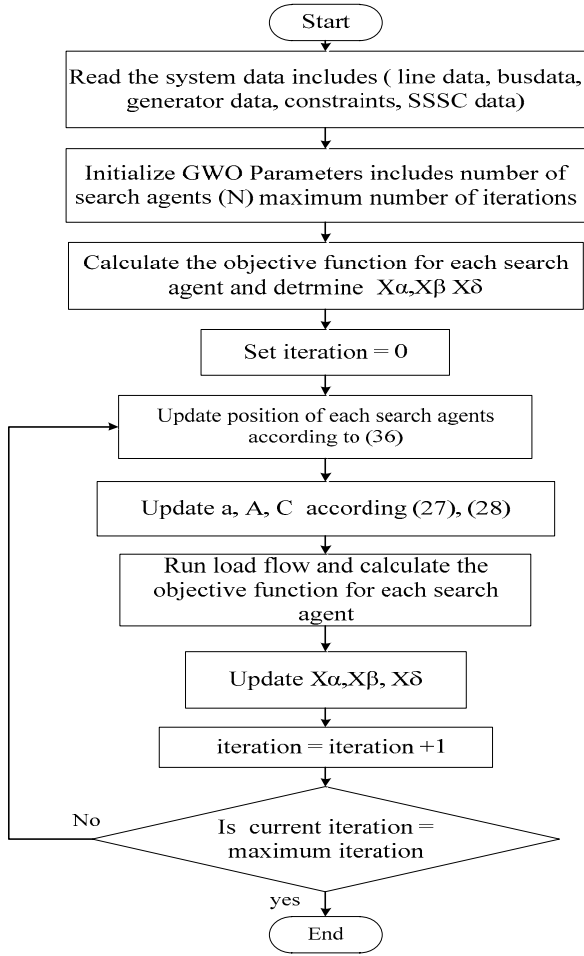 Start
Read the system data includes ( line data, busdata,
generator data, constraints, SSSC data)
Initialize GWO Parameters includes number of
search agents (N) maximum number of itirations
Calculate the objective function for each search
agent and detrmine Xα,Xβ Xδ
Set iteration = 0
Update position of each search agents
according to (36)
Update a, A, C according (27), (28)
Run load flow and calculate the
objective function for each search
agent
Update Xα,Xβ, Xδ
iteration = iteration +1
No
Is current iteration =
maximum iteration
yes
End